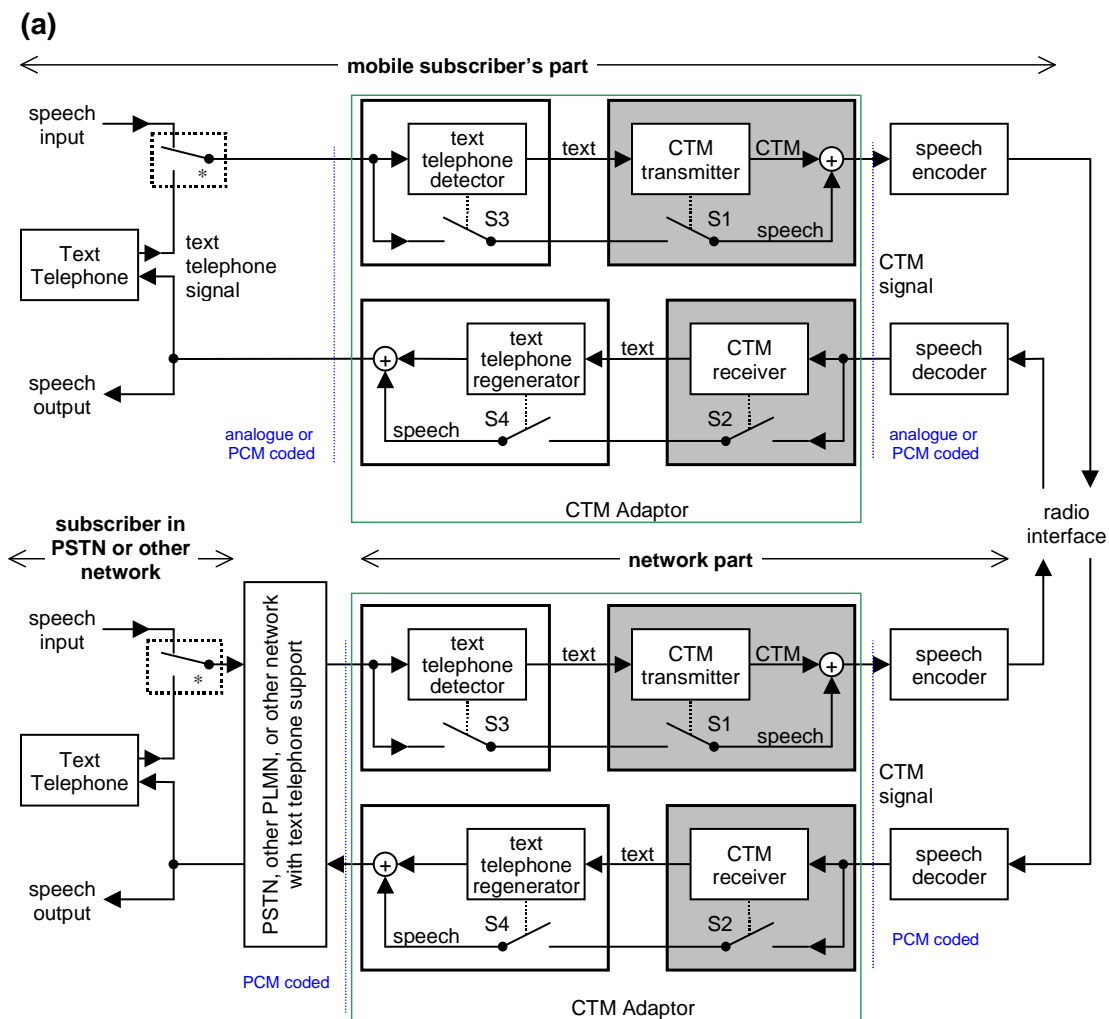 (a)
mobile subscriber's part
speech
input
*
Text
Telephone
text
telephone
signal
speech
output
text
telephone
detector
S3
text
CTM
transmitter
CTM
+
S1
speech
speech
encoder
CTM
signal
+
text
telephone
regenerator
text
CTM
receiver
speech
S4
S2
speech
decoder
analogue or
PCM coded
analogue or
PCM coded
CTM Adaptor
radio
interface
subscriber in
PSTN or other
network
network part
speech
input
*
Text
Telephone
speech
output
PSTN, other PLMN, or other network
with text telephone support
text
telephone
detector
S3
text
CTM
transmitter
CTM
+
S1
speech
speech
encoder
CTM
signal
+
text
telephone
regenerator
text
CTM
receiver
speech
S4
S2
speech
decoder
PCM coded
PCM coded
CTM Adaptor